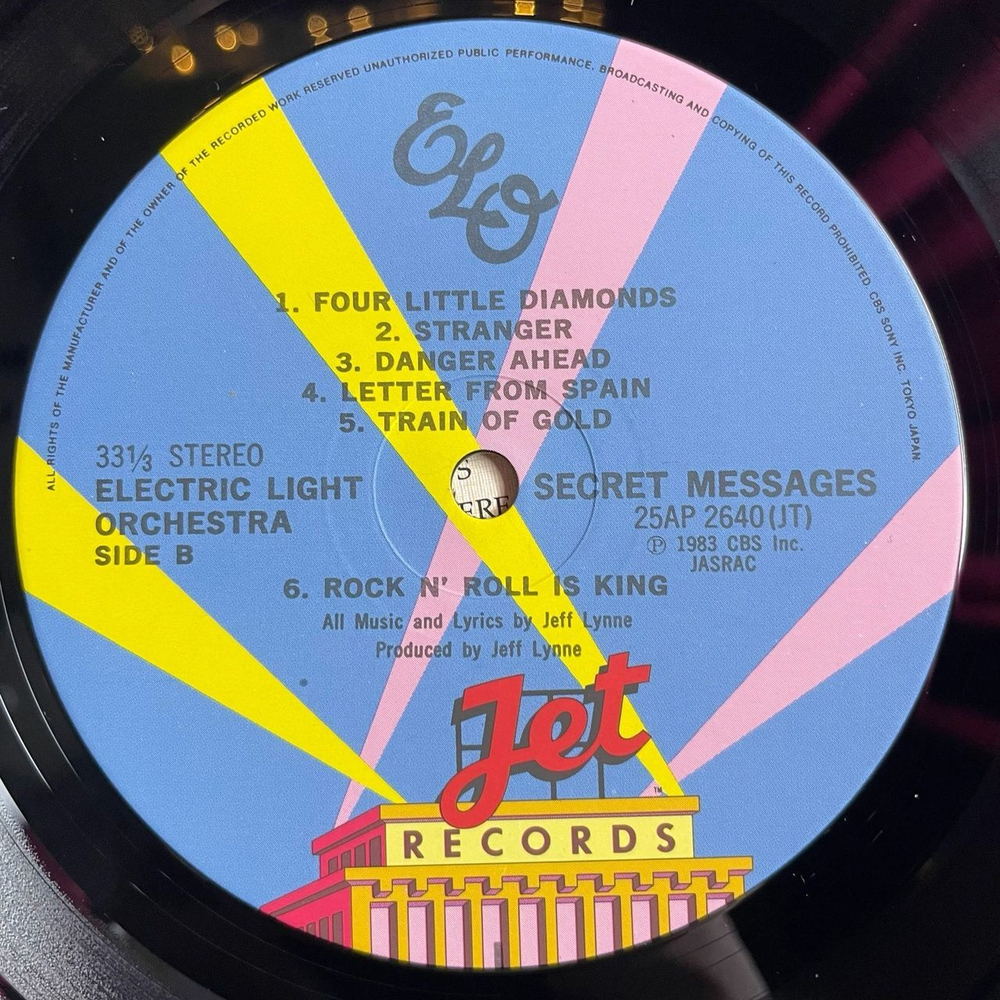 ALL RIGHTS OF THE MANUFACTURER AND OF THE OWNER OF THE RECORDED WORK RESERVED UNAUTHORIZED PUBLIC PERFORMANCE. BROADCASTING AND COPYING OF THIS RECORD PROHIBITED. CBS SONY INC. TOKYO JAPAN.
ELO
1. FOUR LITTLE DIAMONDS
2. STRANGER
3. DANGER AHEAD
4. LETTER FROM SPAIN
5. TRAIN OF GOLD
33 1/3 STEREO
ELECTRIC LIGHT
ORCHESTRA
SIDE B
S
ERE
SECRET MESSAGES
25AP 2640(JT)
℗ 1983 CBS Inc.
JASRAC
6. ROCK N' ROLL IS KING
All Music and Lyrics by Jeff Lynne
Produced by Jeff Lynne
Jet
TM
RECORDS